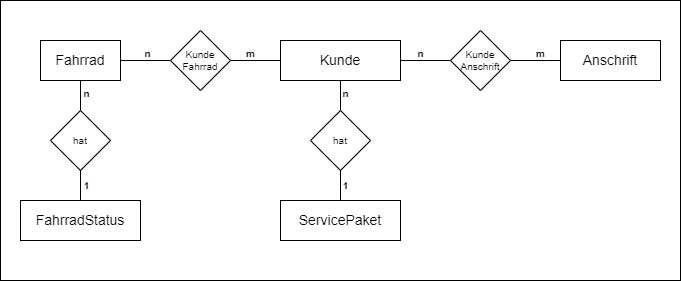 Fahrrad
n
Kunde
Fahrrad
m
Kunde
n
Kunde
Anschrift
m
Anschrift
n
hat
1
FahrradStatus
n
hat
1
ServicePaket